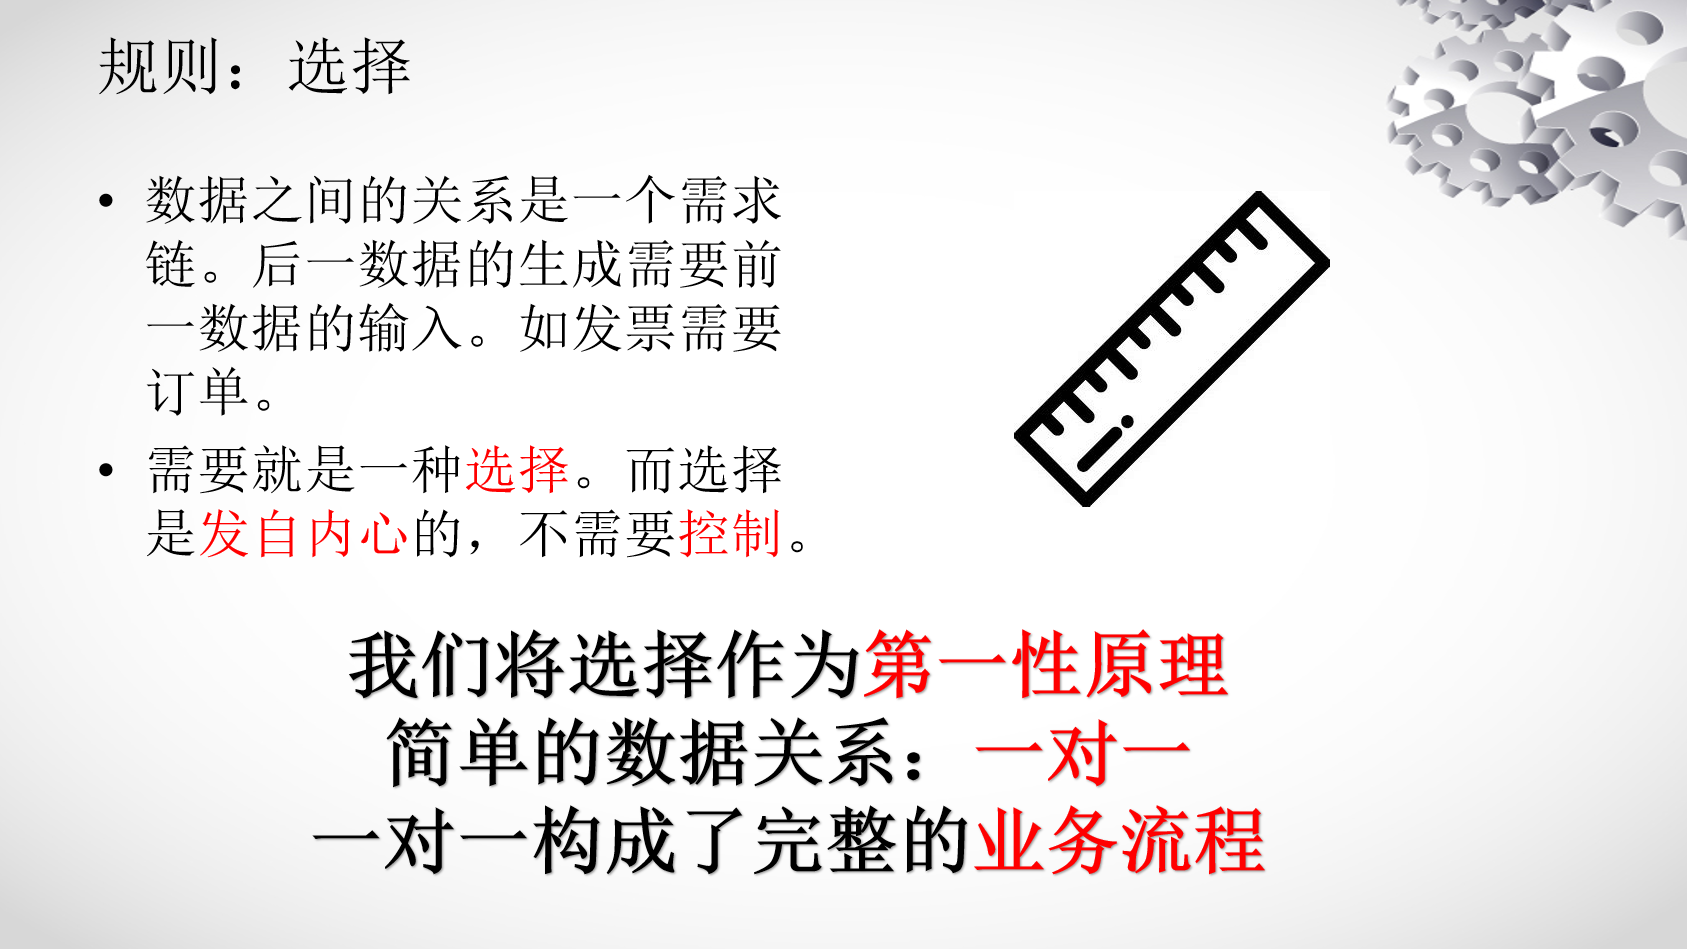 规则：选择
• 数据之间的关系是一个需求
链。后一数据的生成需要前
一数据的输入。如发票需要
订单。
• 需要就是一种选择。而选择
是发自内心的，不需要控制。
我们将选择作为第一性原理
简单的数据关系：一对一
一对一构成了完整的业务流程